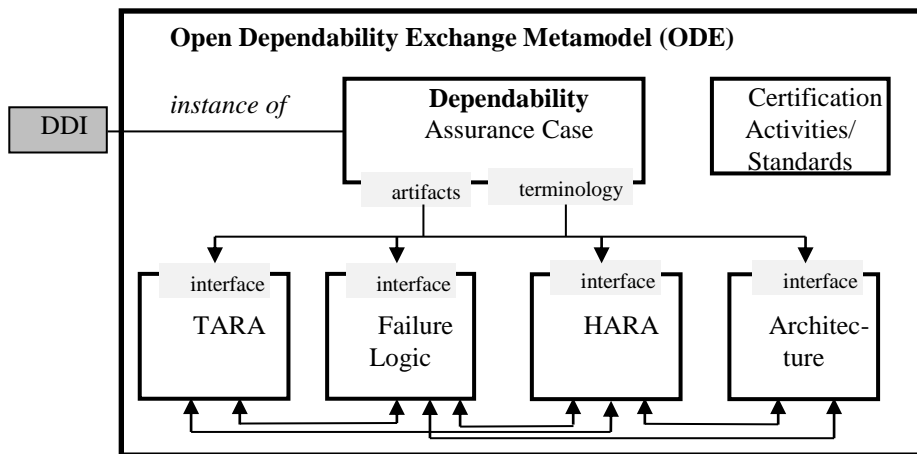 Open Dependability Exchange Metamodel (ODE)
DDI
instance of
Dependability
Assurance Case
Certification
Activities/
Standards
artifacts
terminology
interface
TARA
interface
Failure
Logic
interface
HARA
interface
Architec-
ture